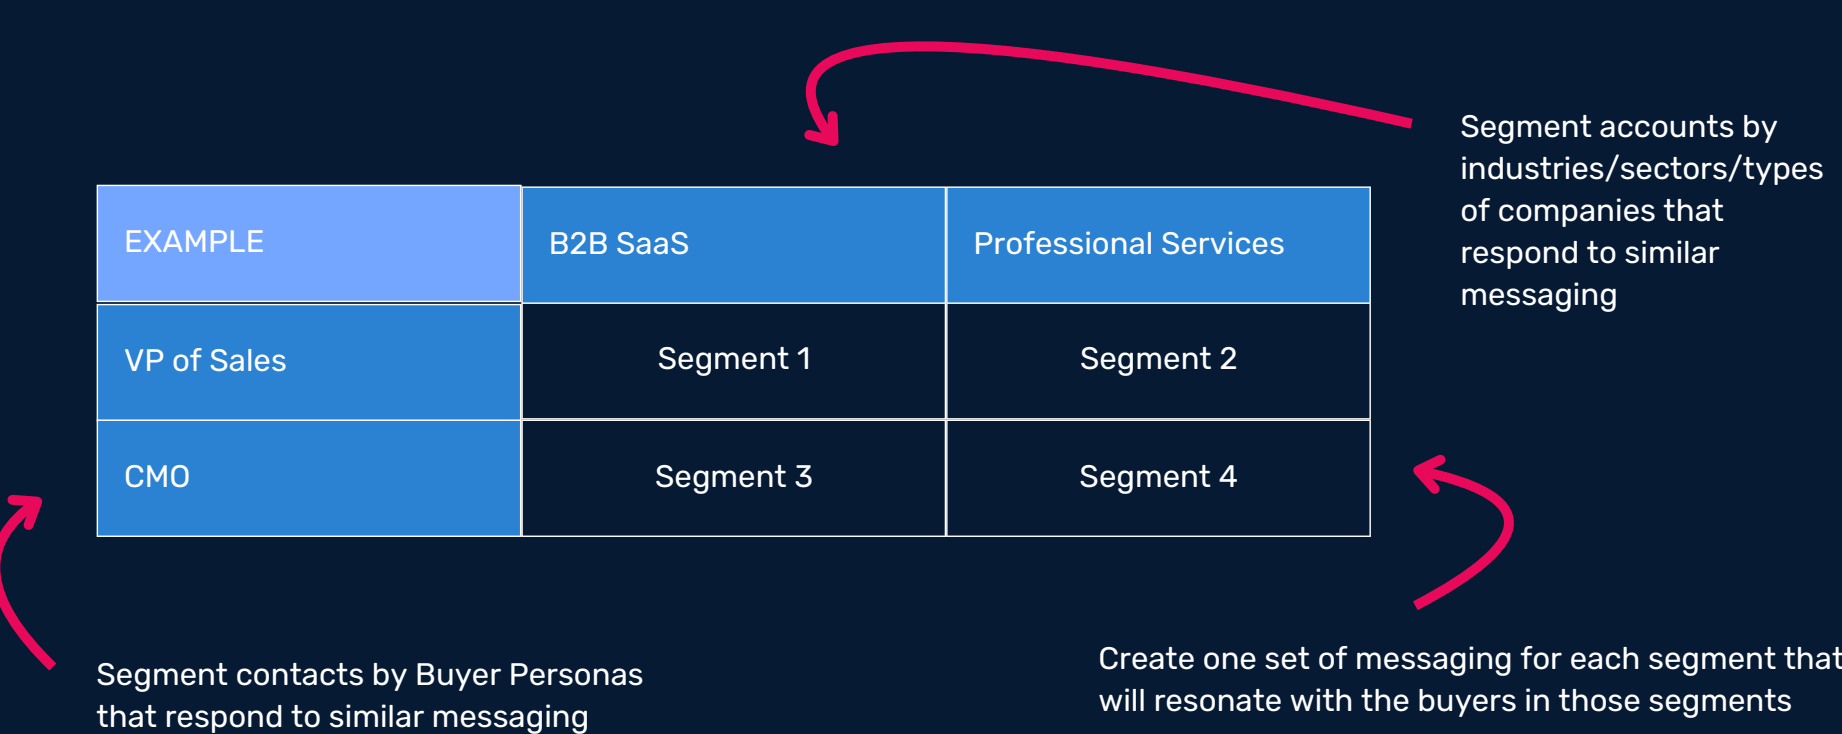 Segment accounts by
industries/sectors/types
of companies that
respond to similar
messaging
EXAMPLE
B2B SaaS
Professional Services
VP of Sales
Segment 1
Segment 2
CMO
Segment 3
Segment 4
Segment contacts by Buyer Personas
that respond to similar messaging
Create one set of messaging for each segment that
will resonate with the buyers in those segments